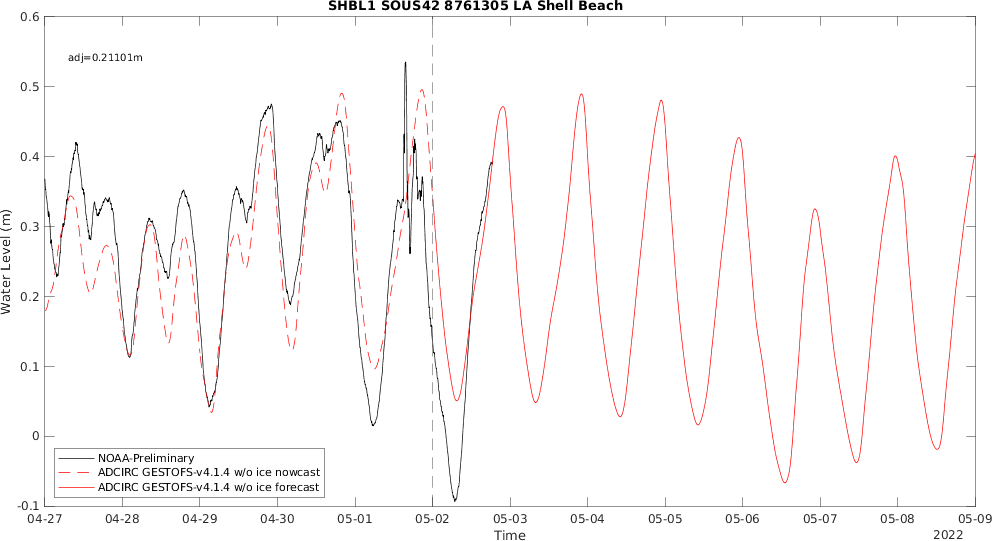 SHBL1 SOUS42 8761305 LA Shell Beach
adj=0.21101m
0.6
0.5
0.4
0.3
0.2
0.1
0
-0.1
Water Level (m)
NOAA-Preliminary
ADCIRC GESTOFS-v4.1.4 w/o ice nowcast
ADCIRC GESTOFS-v4.1.4 w/o ice forecast
04-27 04-28 04-29 04-30 05-01 05-02 05-03 05-04 05-05 05-06 05-07 05-08 05-09
Time
2022